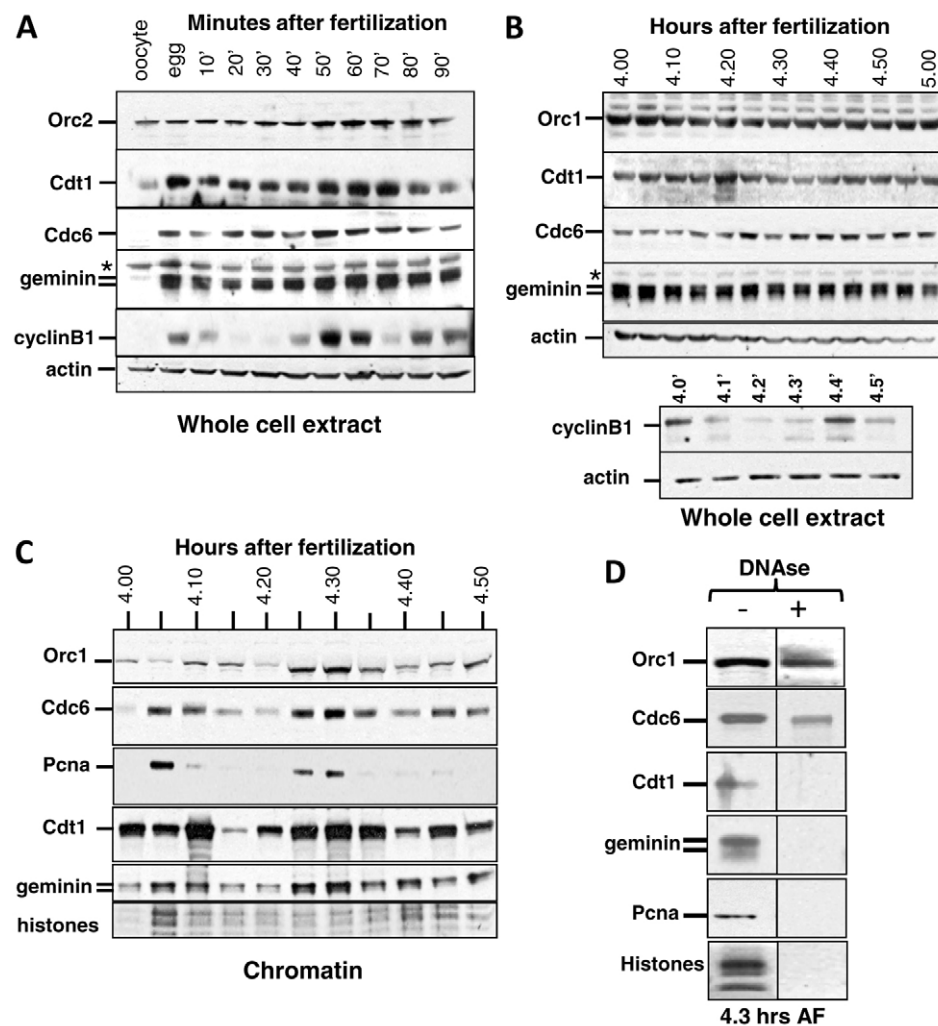 A
Minutes after fertilization
oocyte egg 10' 20' 30' 40' 50' 60' 70' 80' 90'
Orc2
Cdt1
Cdc6
*
geminin
cyclinB1
actin
Whole cell extract
B
Hours after fertilization
4.00 4.10 4.20 4.30 4.40 4.50 5.00
Orc1
Cdt1
Cdc6
*
geminin
actin
4.0' 4.1' 4.2' 4.3' 4.4' 4.5'
cyclinB1
actin
Whole cell extract
C
Hours after fertilization
4.00 4.10 4.20 4.30 4.40 4.50
Orc1
Cdc6
Pcna
Cdt1
geminin
histones
Chromatin
D
DNAse
- +
Orc1
Cdc6
Cdt1
geminin
Pcna
Histones
4.3 hrs AF